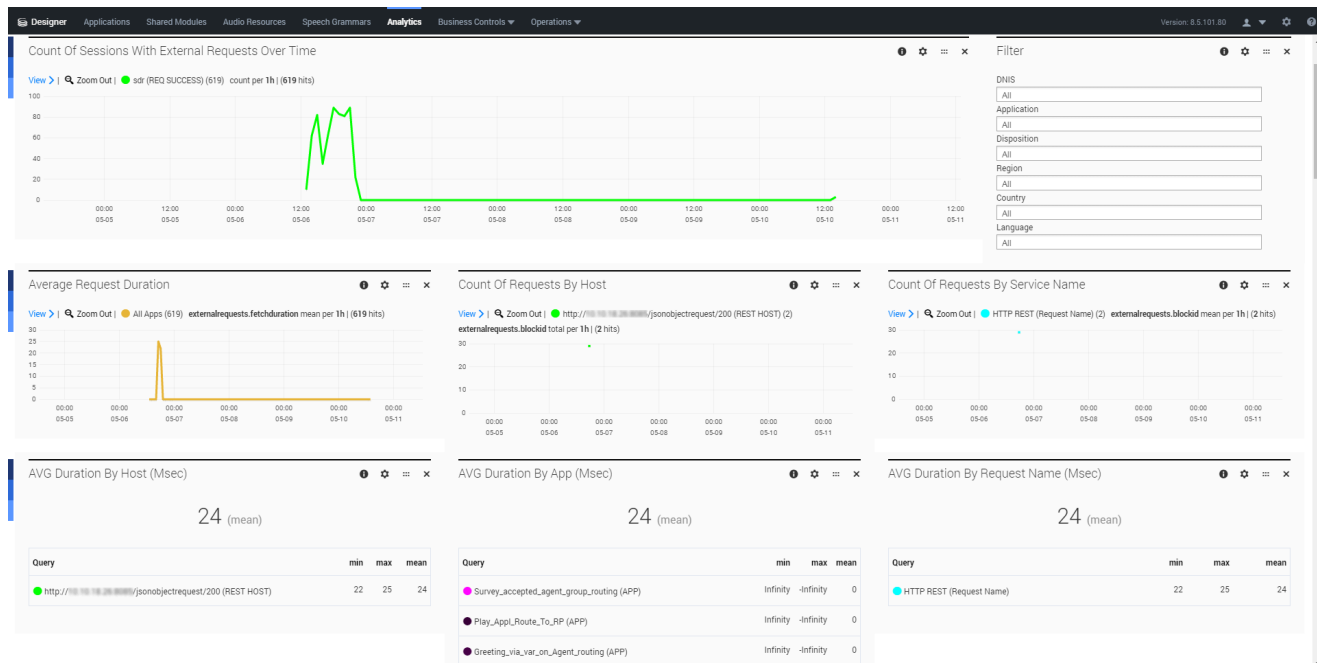 Designer Applications Shared Modules Audio Resources Speech Grammars Analytics Business Controls Operations Version: 8.5.101.80
Count Of Sessions With External Requests Over Time
View > | Zoom Out | sdr (REQ SUCCESS) (619) count per 1h | (619 hits)
100
80
60
40
20
0
00:00 12:00 00:00 12:00 00:00 12:00 00:00 12:00 00:00 12:00 00:00 12:00 00:00 12:00
05-05 05-05 05-06 05-06 05-07 05-07 05-08 05-08 05-09 05-09 05-10 05-10 05-11 05-11
Filter
DNIS
All
Application
All
Disposition
All
Region
All
Country
All
Language
All
Average Request Duration
View > | Zoom Out | All Apps (619) externalrequests.fetchduration mean per 1h | (619 hits)
30
25
20
15
10
5
0
00:00 00:00 00:00 00:00 00:00 00:00 00:00
05-05 05-06 05-07 05-08 05-09 05-10 05-11
Count Of Requests By Host
View > | Zoom Out | http:// /jsonobjectrequest/200 (REST HOST) (2)
externalrequests.blockid total per 1h | (2 hits)
30
20
10
0
00:00 00:00 00:00 00:00 00:00 00:00 00:00
05-05 05-06 05-07 05-08 05-09 05-10 05-11
Count Of Requests By Service Name
View > | Zoom Out | HTTP REST (Request Name) (2) externalrequests.blockid mean per 1h | (2 hits)
30
20
10
0
00:00 00:00 00:00 00:00 00:00 00:00 00:00
05-05 05-06 05-07 05-08 05-09 05-10 05-11
AVG Duration By Host (Msec)
24 (mean)
Query min max mean
http:// /jsonobjectrequest/200 (REST HOST) 22 25 24
AVG Duration By App (Msec)
24 (mean)
Query min max mean
Survey_accepted_agent_group_routing (APP) Infinity -Infinity 0
Play_Appl_Route_To_RP (APP) Infinity -Infinity 0
Greeting_via_var_on_Agent_routing (APP) Infinity -Infinity 0
AVG Duration By Request Name (Msec)
24 (mean)
Query min max mean
HTTP REST (Request Name) 22 25 24